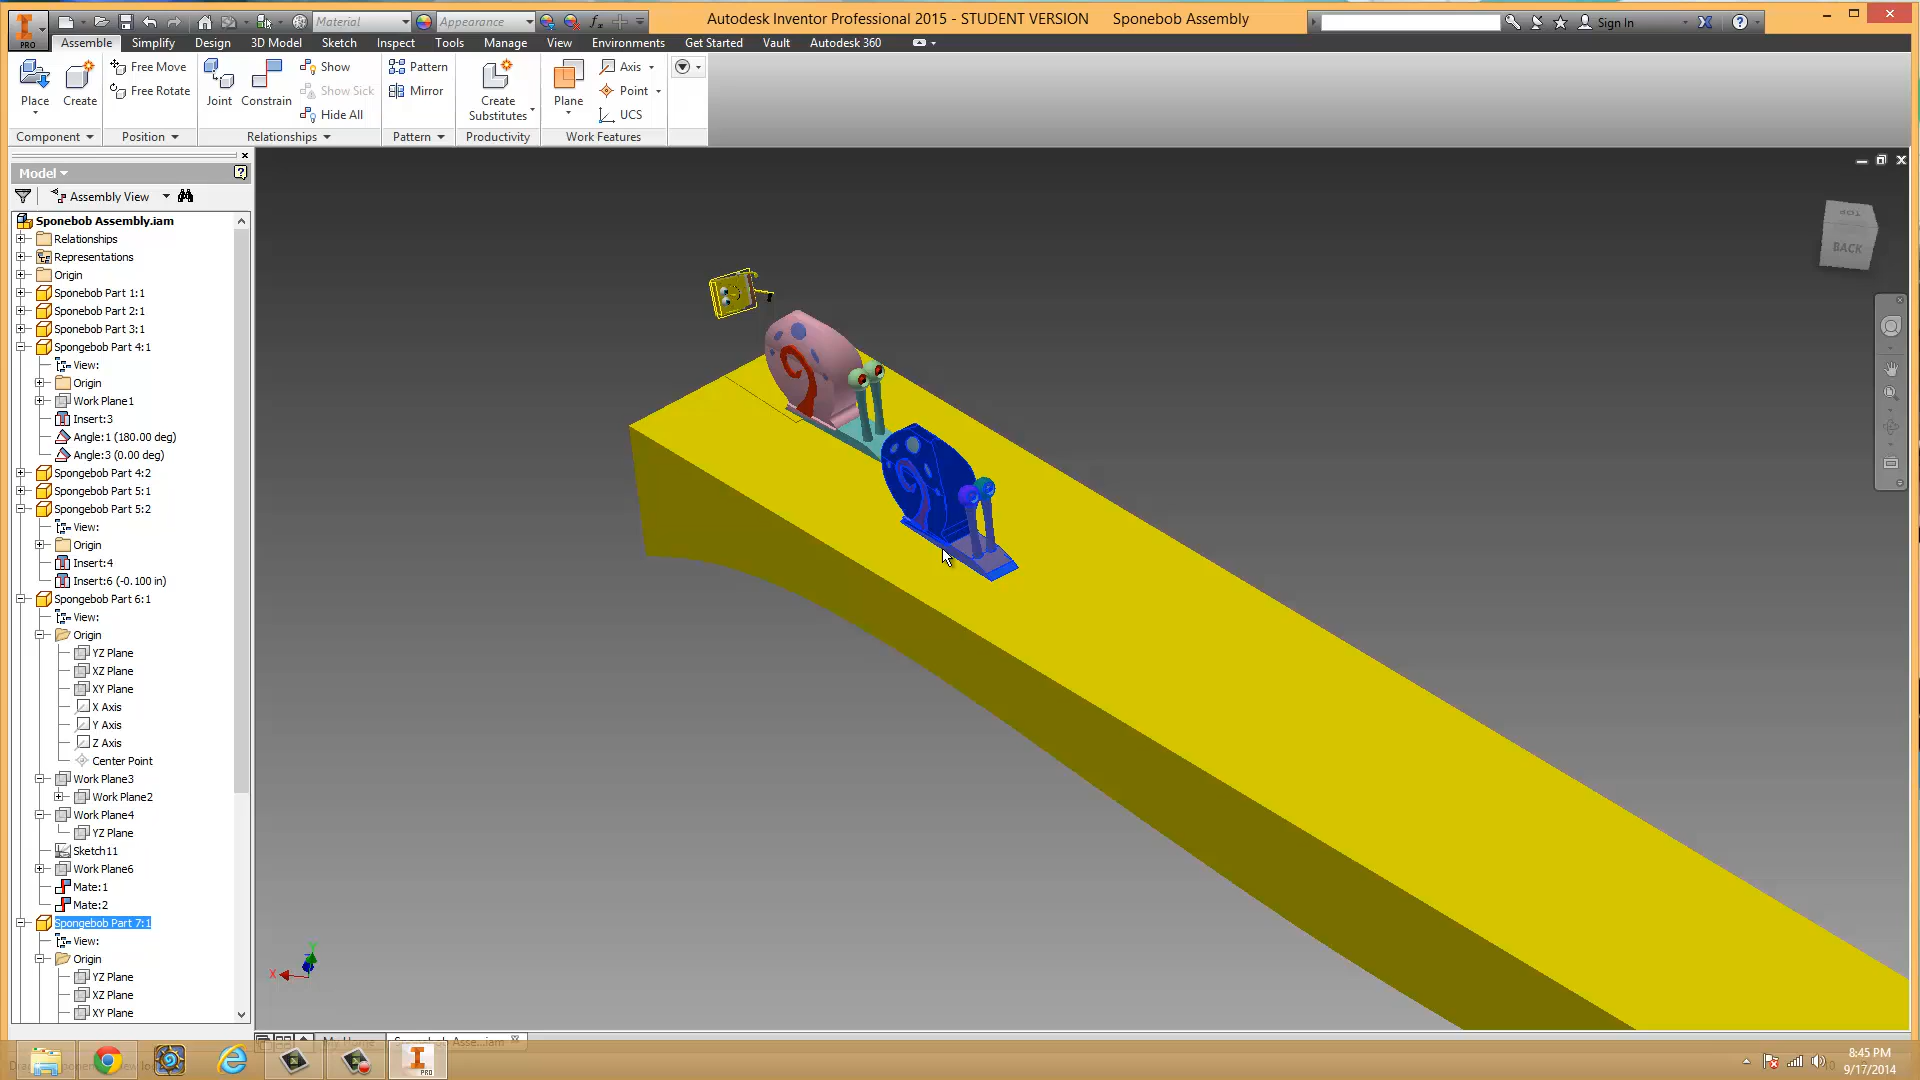 Material
Appearance
Autodesk Inventor Professional 2015 - STUDENT VERSION Sponebob Assembly
Sign In
PRO
Assemble Simplify Design 3D Model Sketch Inspect Tools Manage View Environments Get Started Vault Autodesk 360
Place
Create
Free Move
Free Rotate
Joint
Constrain
Show
Show Sick
Hide All
Pattern
Mirror
Create
Substitutes
Plane
Axis
Point
UCS
Component Position Relationships Pattern Productivity Work Features
Model
Assembly View
Sponebob Assembly.iam
Relationships
Representations
Origin
Sponebob Part 1:1
Sponebob Part 2:1
Sponebob Part 3:1
Spongebob Part 4:1
View:
Origin
Work Plane1
Insert:3
Angle:1 (180.00 deg)
Angle:3 (0.00 deg)
Spongebob Part 4:2
Spongebob Part 5:1
Spongebob Part 5:2
View:
Origin
Insert:4
Insert:6 (-0.100 in)
Spongebob Part 6:1
View:
Origin
YZ Plane
XZ Plane
XY Plane
X Axis
Y Axis
Z Axis
Center Point
Work Plane3
Work Plane2
Work Plane4
YZ Plane
Sketch11
Work Plane6
Mate:1
Mate:2
Spongebob Part 7:1
View:
Origin
YZ Plane
XZ Plane
XY Plane
TOP
BACK
X
Y
My Home
PRO
8:45 PM
9/17/2014